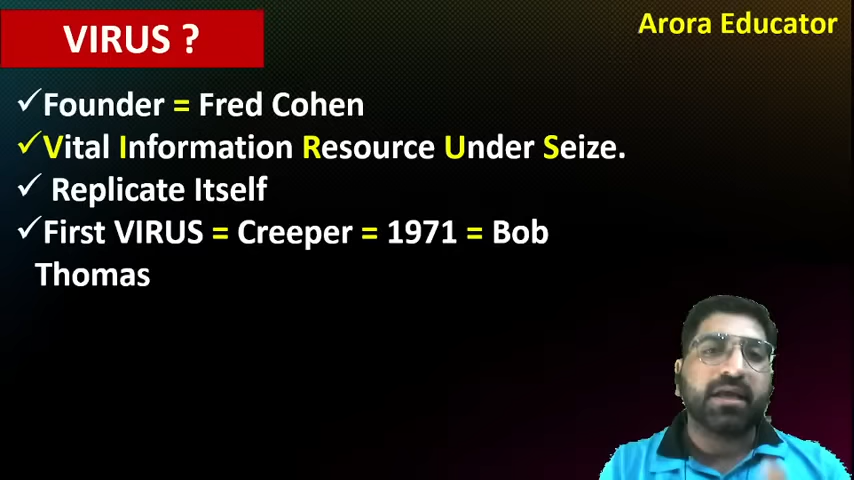 VIRUS ?
Arora Educator
✓Founder = Fred Cohen
✓Vital Information Resource Under Seize.
✓ Replicate Itself
✓First VIRUS = Creeper = 1971 = Bob
Thomas